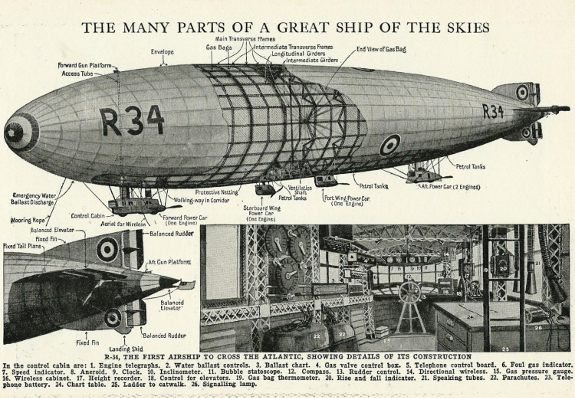 THE MANY PARTS OF A GREAT SHIP OF THE SKIES
Main Transverse Frames
Gas Bags
Intermediate Transverse Frames
Longitudinal Girders
Intermediate Girders
End View of Gas Bag
Envelope
Forward Gun Platform
Access Tube
R34
R34
Emergency Water
Ballast Discharge
Mooring Rope
Control Cabin
Aerial for Wireless
Walking-way in Corridor
Forward Power Car
(One Engine)
Protective Netting
Starboard Wing
Power Car
(One Engine)
Ventilation
Shaft
Petrol Tanks
Port Wing Power Car
(One Engine)
Petrol Tanks
Aft Power Car (2 Engines)
Petrol Tanks
Balanced Elevator
Fixed Fin
Fixed Tail Plane
Balanced Rudder
Aft Gun Platform
Balanced
Elevator
Balanced Rudder
Landing Skid
Fixed Fin
R-34, THE FIRST AIRSHIP TO CROSS THE ATLANTIC, SHOWING DETAILS OF ITS CONSTRUCTION
In the control cabin are: 1. Engine telegraphs. 2. Water ballast controls. 3. Ballast chart. 4. Gas valve control box. 5. Telephone control board. 6. Foul gas indicator.
7. Speed indicator. 8. Aneroid. 9. Clock. 10. Inclinometer. 11. Bubble statoscope. 12. Compass. 13. Rudder control. 14. Directional wireless. 15. Gas pressure gauge.
16. Wireless cabinet. 17. Height recorder. 18. Control for elevators. 19. Gas bag thermometer. 20. Rise and fall indicator. 21. Speaking tubes. 22. Parachutes. 23. Tele-
phone battery. 24. Chart table. 25. Ladder to catwalk. 26. Signalling lamp.